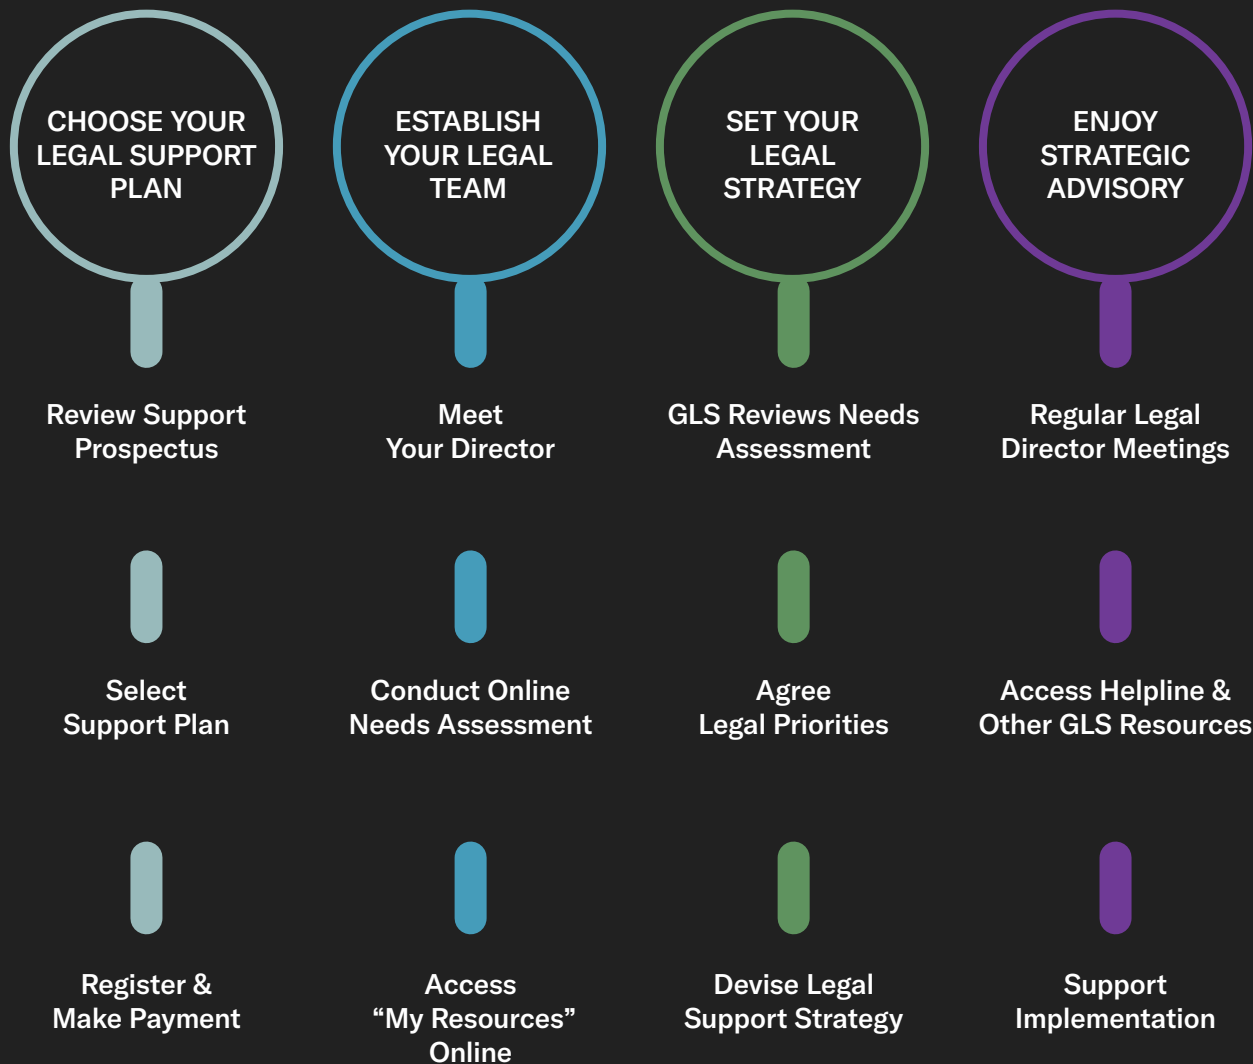 CHOOSE YOUR
LEGAL SUPPORT
PLAN
ESTABLISH
YOUR LEGAL
TEAM
SET YOUR
LEGAL
STRATEGY
ENJOY
STRATEGIC
ADVISORY
Review Support
Prospectus
Meet
Your Director
GLS Reviews Needs
Assessment
Regular Legal
Director Meetings
Select
Support Plan
Conduct Online
Needs Assessment
Agree
Legal Priorities
Access Helpline &
Other GLS Resources
Register &
Make Payment
Access
“My Resources”
Online
Devise Legal
Support Strategy
Support
Implementation